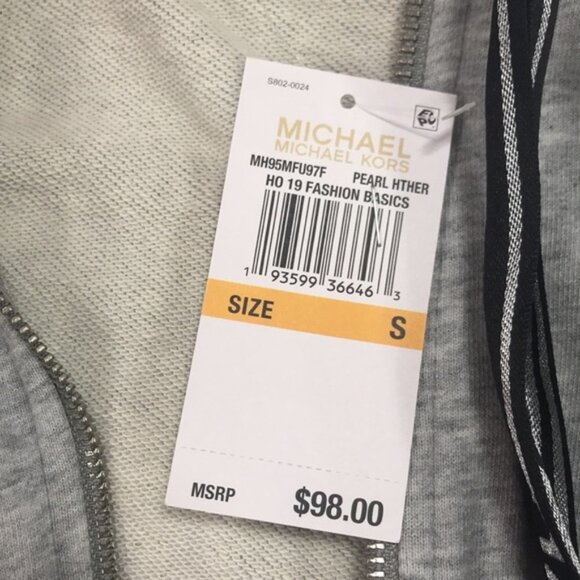 S802-0024
MICHAEL
MICHAEL KORS
MH95MFU97F PEARL HTHER
HO 19 FASHION BASICS
1 93599 36646 3
SIZE S
MSRP $98.00